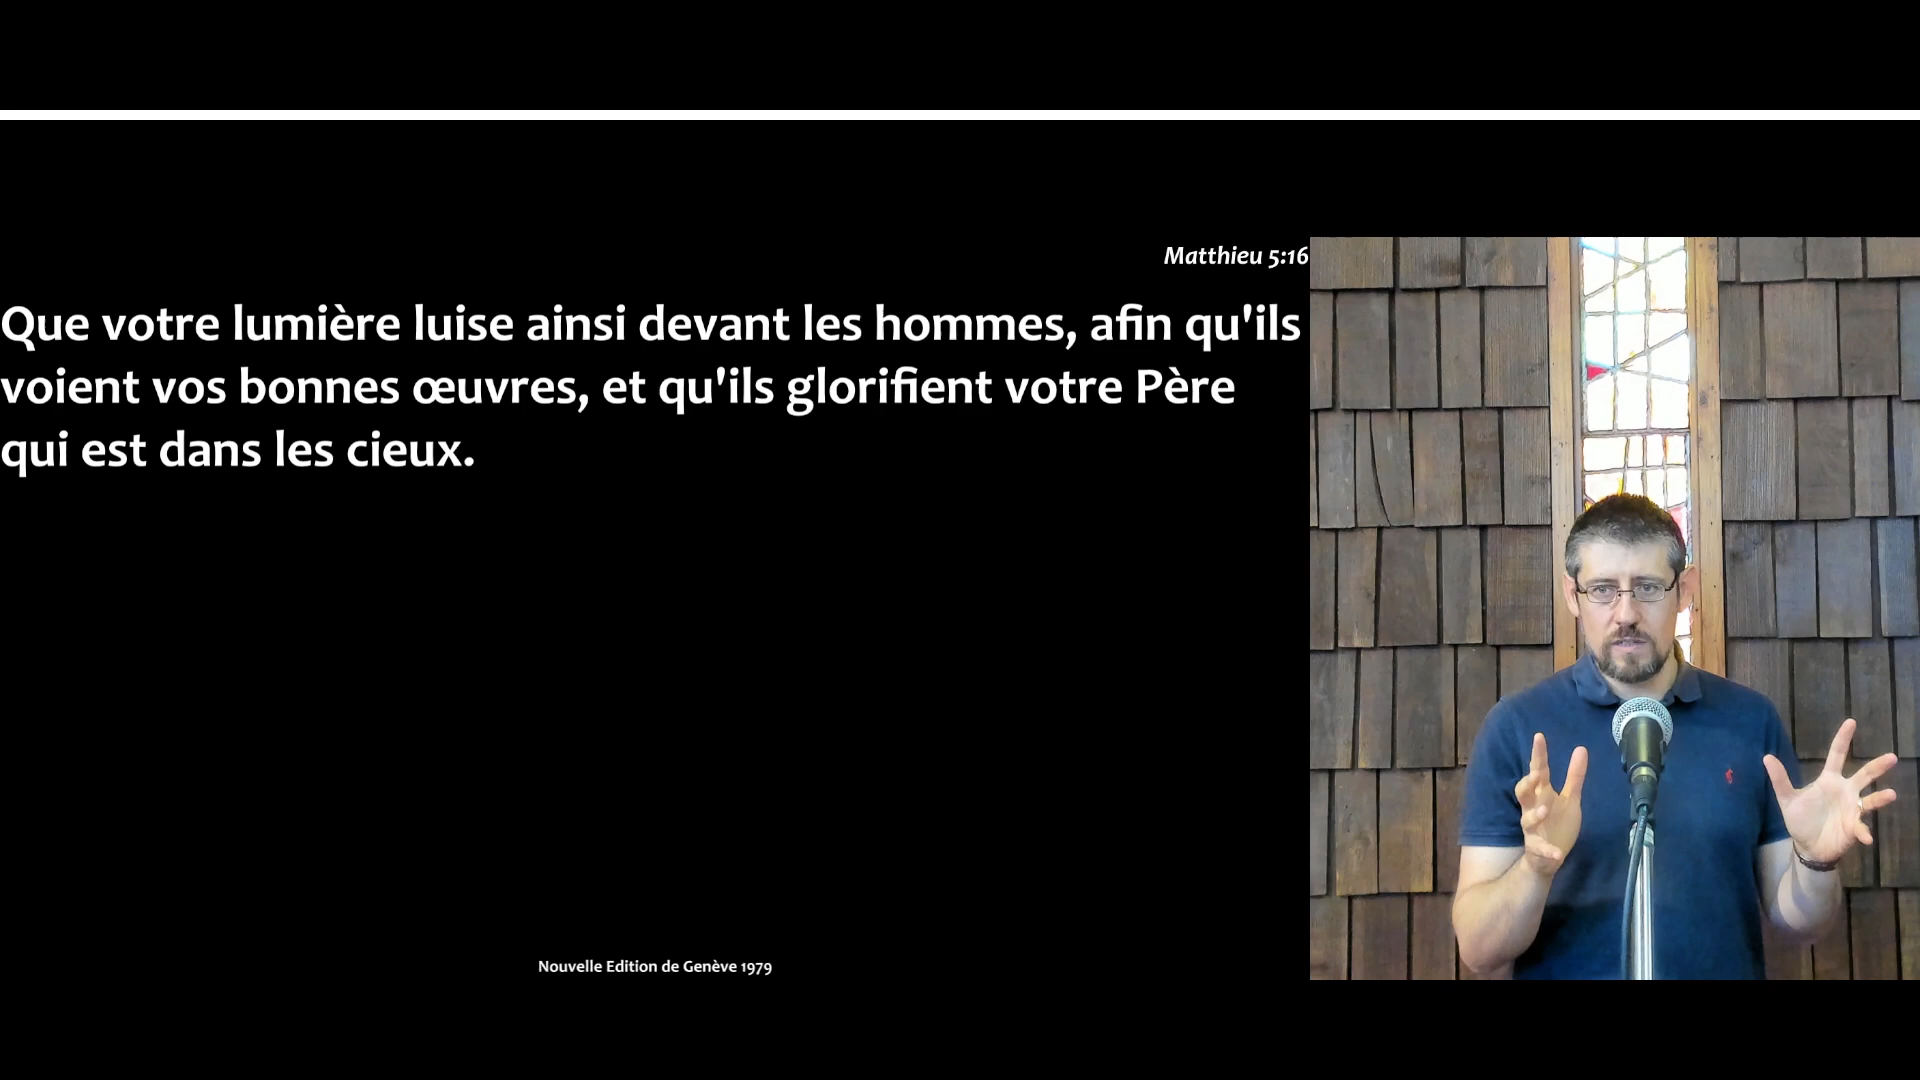 Matthieu 5:16
Que votre lumière luise ainsi devant les hommes, afin qu'ils
voient vos bonnes œuvres, et qu'ils glorifient votre Père
qui est dans les cieux.
Nouvelle Edition de Genève 1979